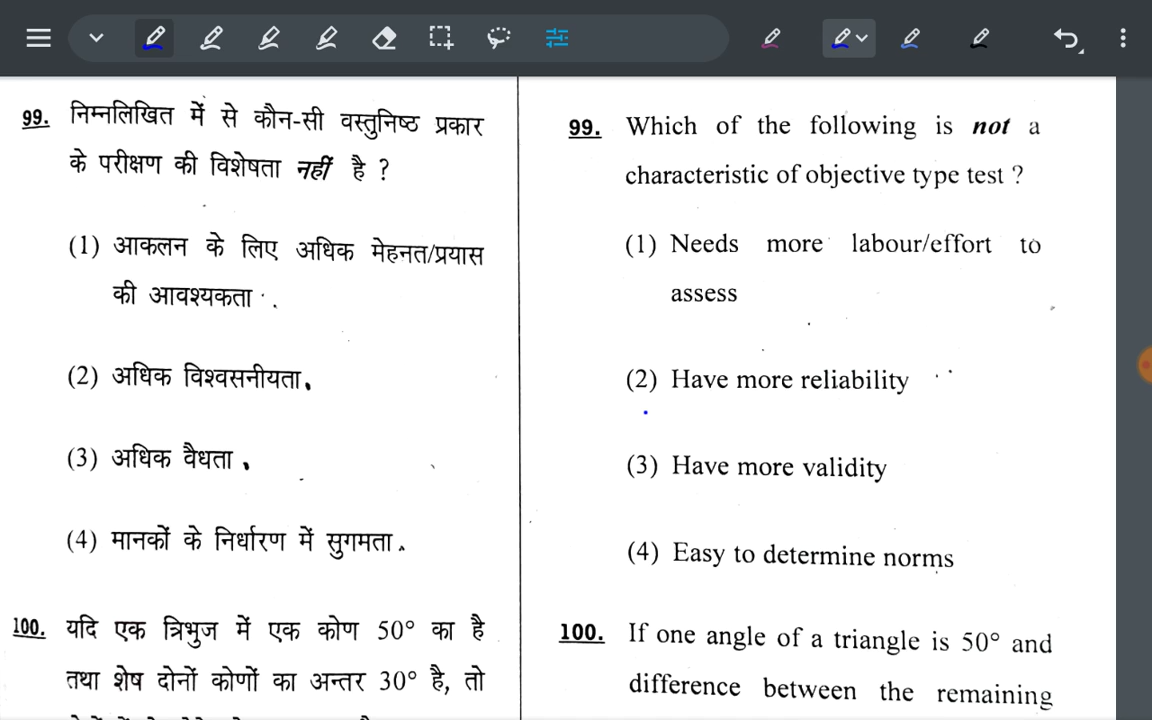 99. निम्नलिखित में से कौन-सी वस्तुनिष्ठ प्रकार
के परीक्षण की विशेषता नहीं है ?
(1) आकलन के लिए अधिक मेहनत/प्रयास
की आवश्यकता
(2) अधिक विश्वसनीयता
(3) अधिक वैधता
(4) मानकों के निर्धारण में सुगमता
100. यदि एक त्रिभुज में एक कोण 50° का है
तथा शेष दोनों कोणों का अन्तर 30° है, तो
99. Which of the following is not a
characteristic of objective type test ?
(1) Needs more labour/effort to
assess
(2) Have more reliability
(3) Have more validity
(4) Easy to determine norms
100. If one angle of a triangle is 50° and
difference between the remaining